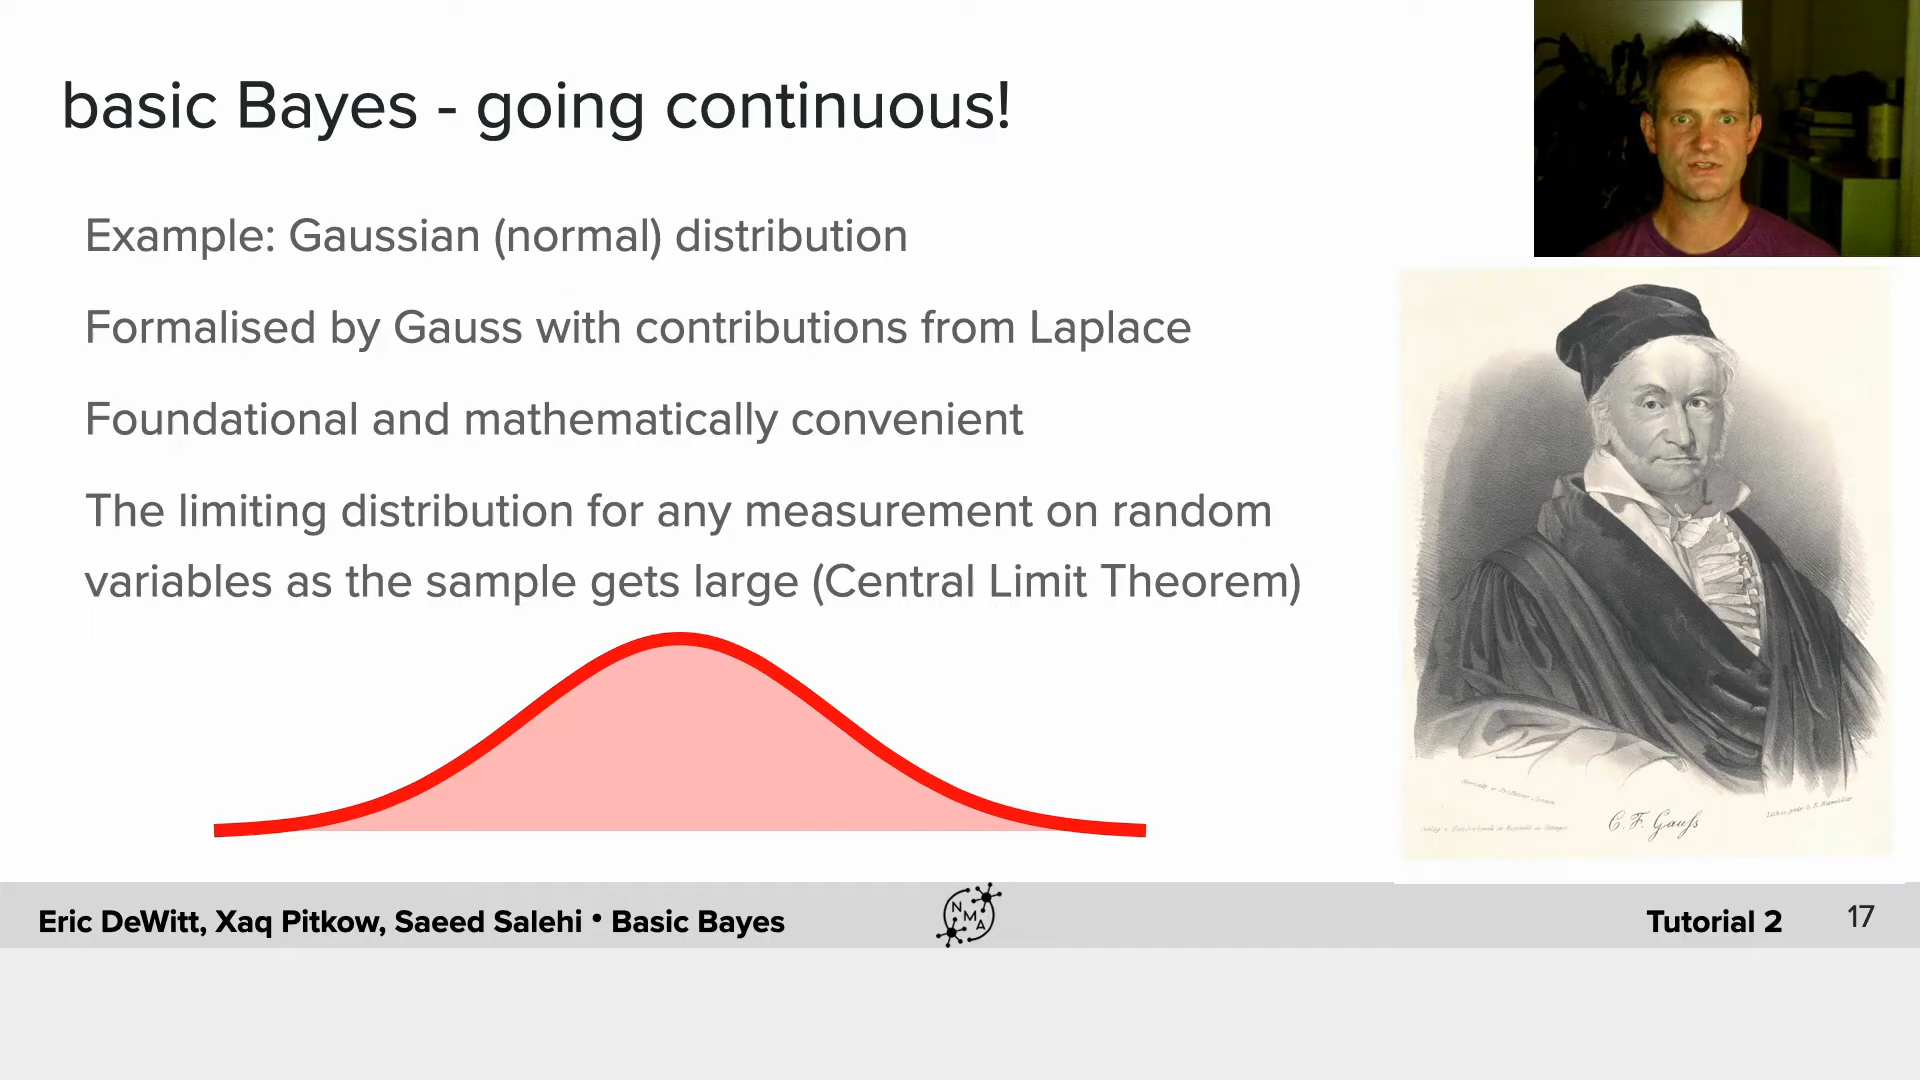 basic Bayes - going continuous!
Example: Gaussian (normal) distribution
Formalised by Gauss with contributions from Laplace
Foundational and mathematically convenient
The limiting distribution for any measurement on random
variables as the sample gets large (Central Limit Theorem)
C. F. Gauſs
Eric DeWitt, Xaq Pitkow, Saeed Salehi • Basic Bayes
N
M
A
Tutorial 2
17